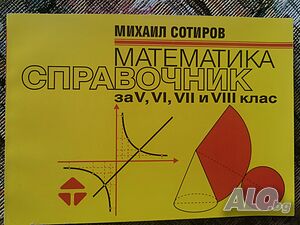 МИХАИЛ СОТИРОВ
МАТЕМАТИКА
СПРАВОЧНИК
за V, VI, VII и VIII клас
ALO.bg